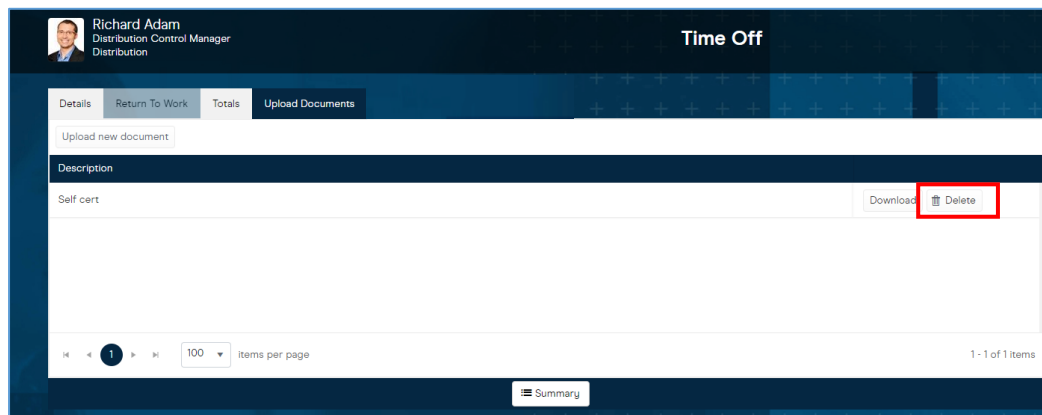 Richard Adam
Distribution Control Manager
Distribution
Time Off
Details Return To Work Totals Upload Documents
Upload new document
Description
Self cert Download Delete
1 100 items per page 1 - 1 of 1 items
Summary